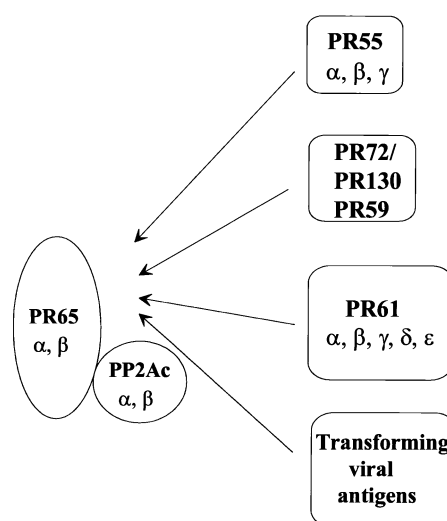 PR55
α, β, γ
PR72/
PR130
PR59
PR65
α, β
PR61
α, β, γ, δ, ε
PP2Ac
α, β
Transforming
viral
antigens